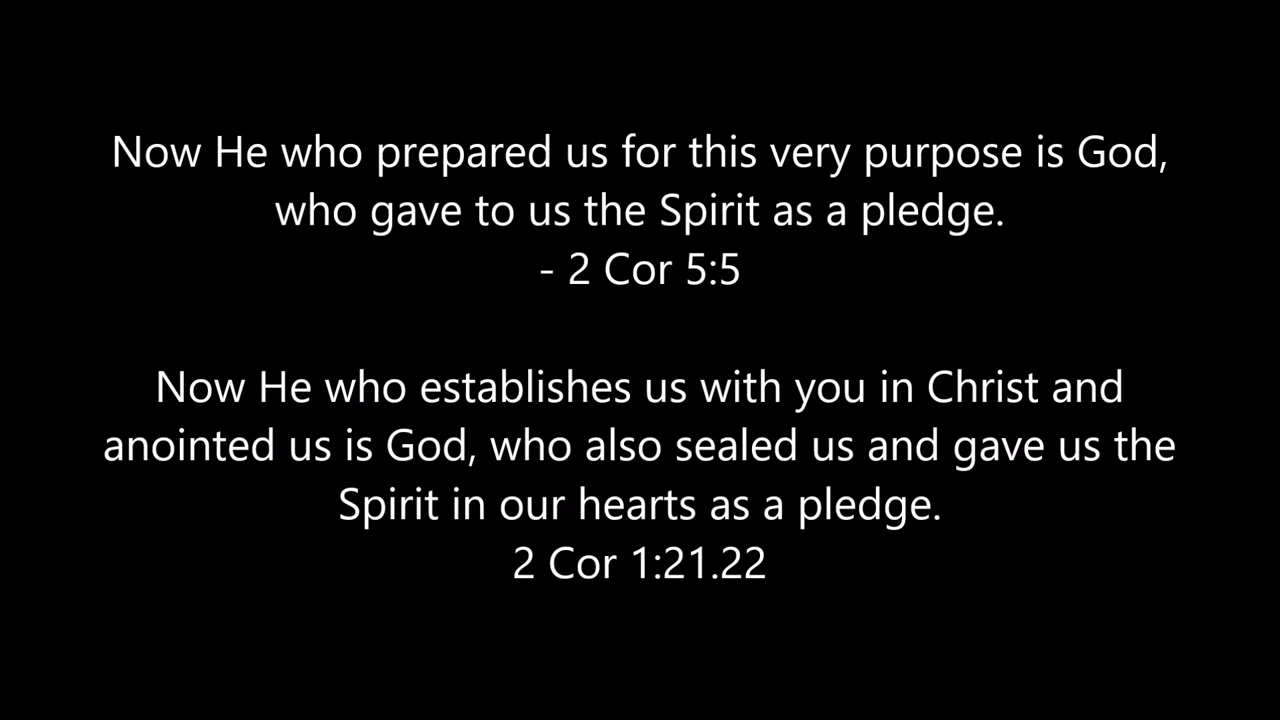 Now He who prepared us for this very purpose is God,
who gave to us the Spirit as a pledge.
- 2 Cor 5:5
Now He who establishes us with you in Christ and
anointed us is God, who also sealed us and gave us the
Spirit in our hearts as a pledge.
2 Cor 1:21.22